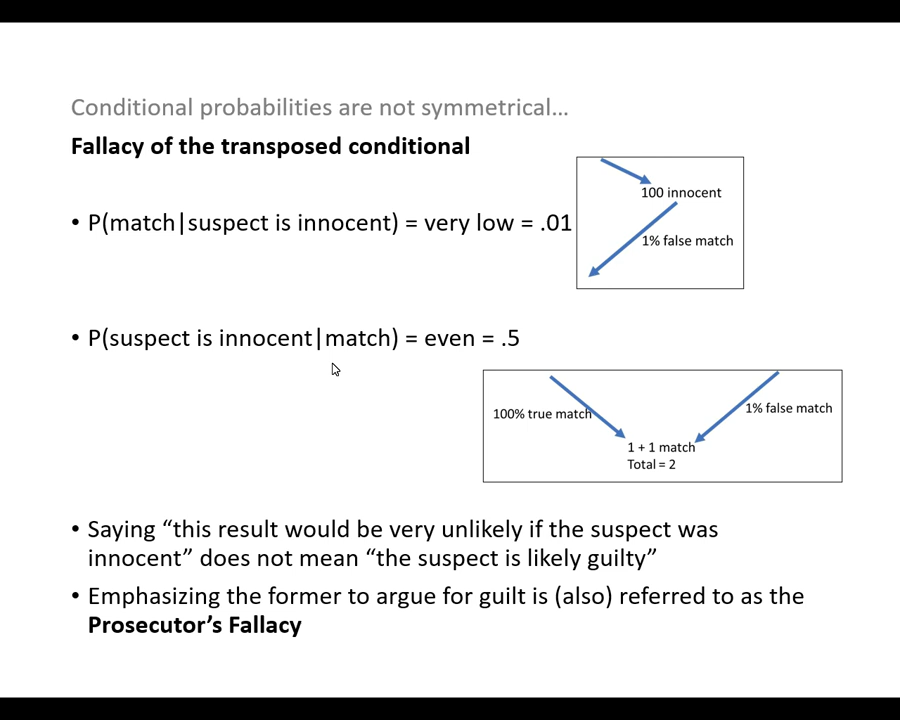 Conditional probabilities are not symmetrical…
Fallacy of the transposed conditional
• P(match|suspect is innocent) = very low = .01
100 innocent
1% false match
• P(suspect is innocent|match) = even = .5
100% true match
1% false match
1 + 1 match
Total = 2
• Saying “this result would be very unlikely if the suspect was
innocent” does not mean “the suspect is likely guilty”
• Emphasizing the former to argue for guilt is (also) referred to as the
Prosecutor’s Fallacy